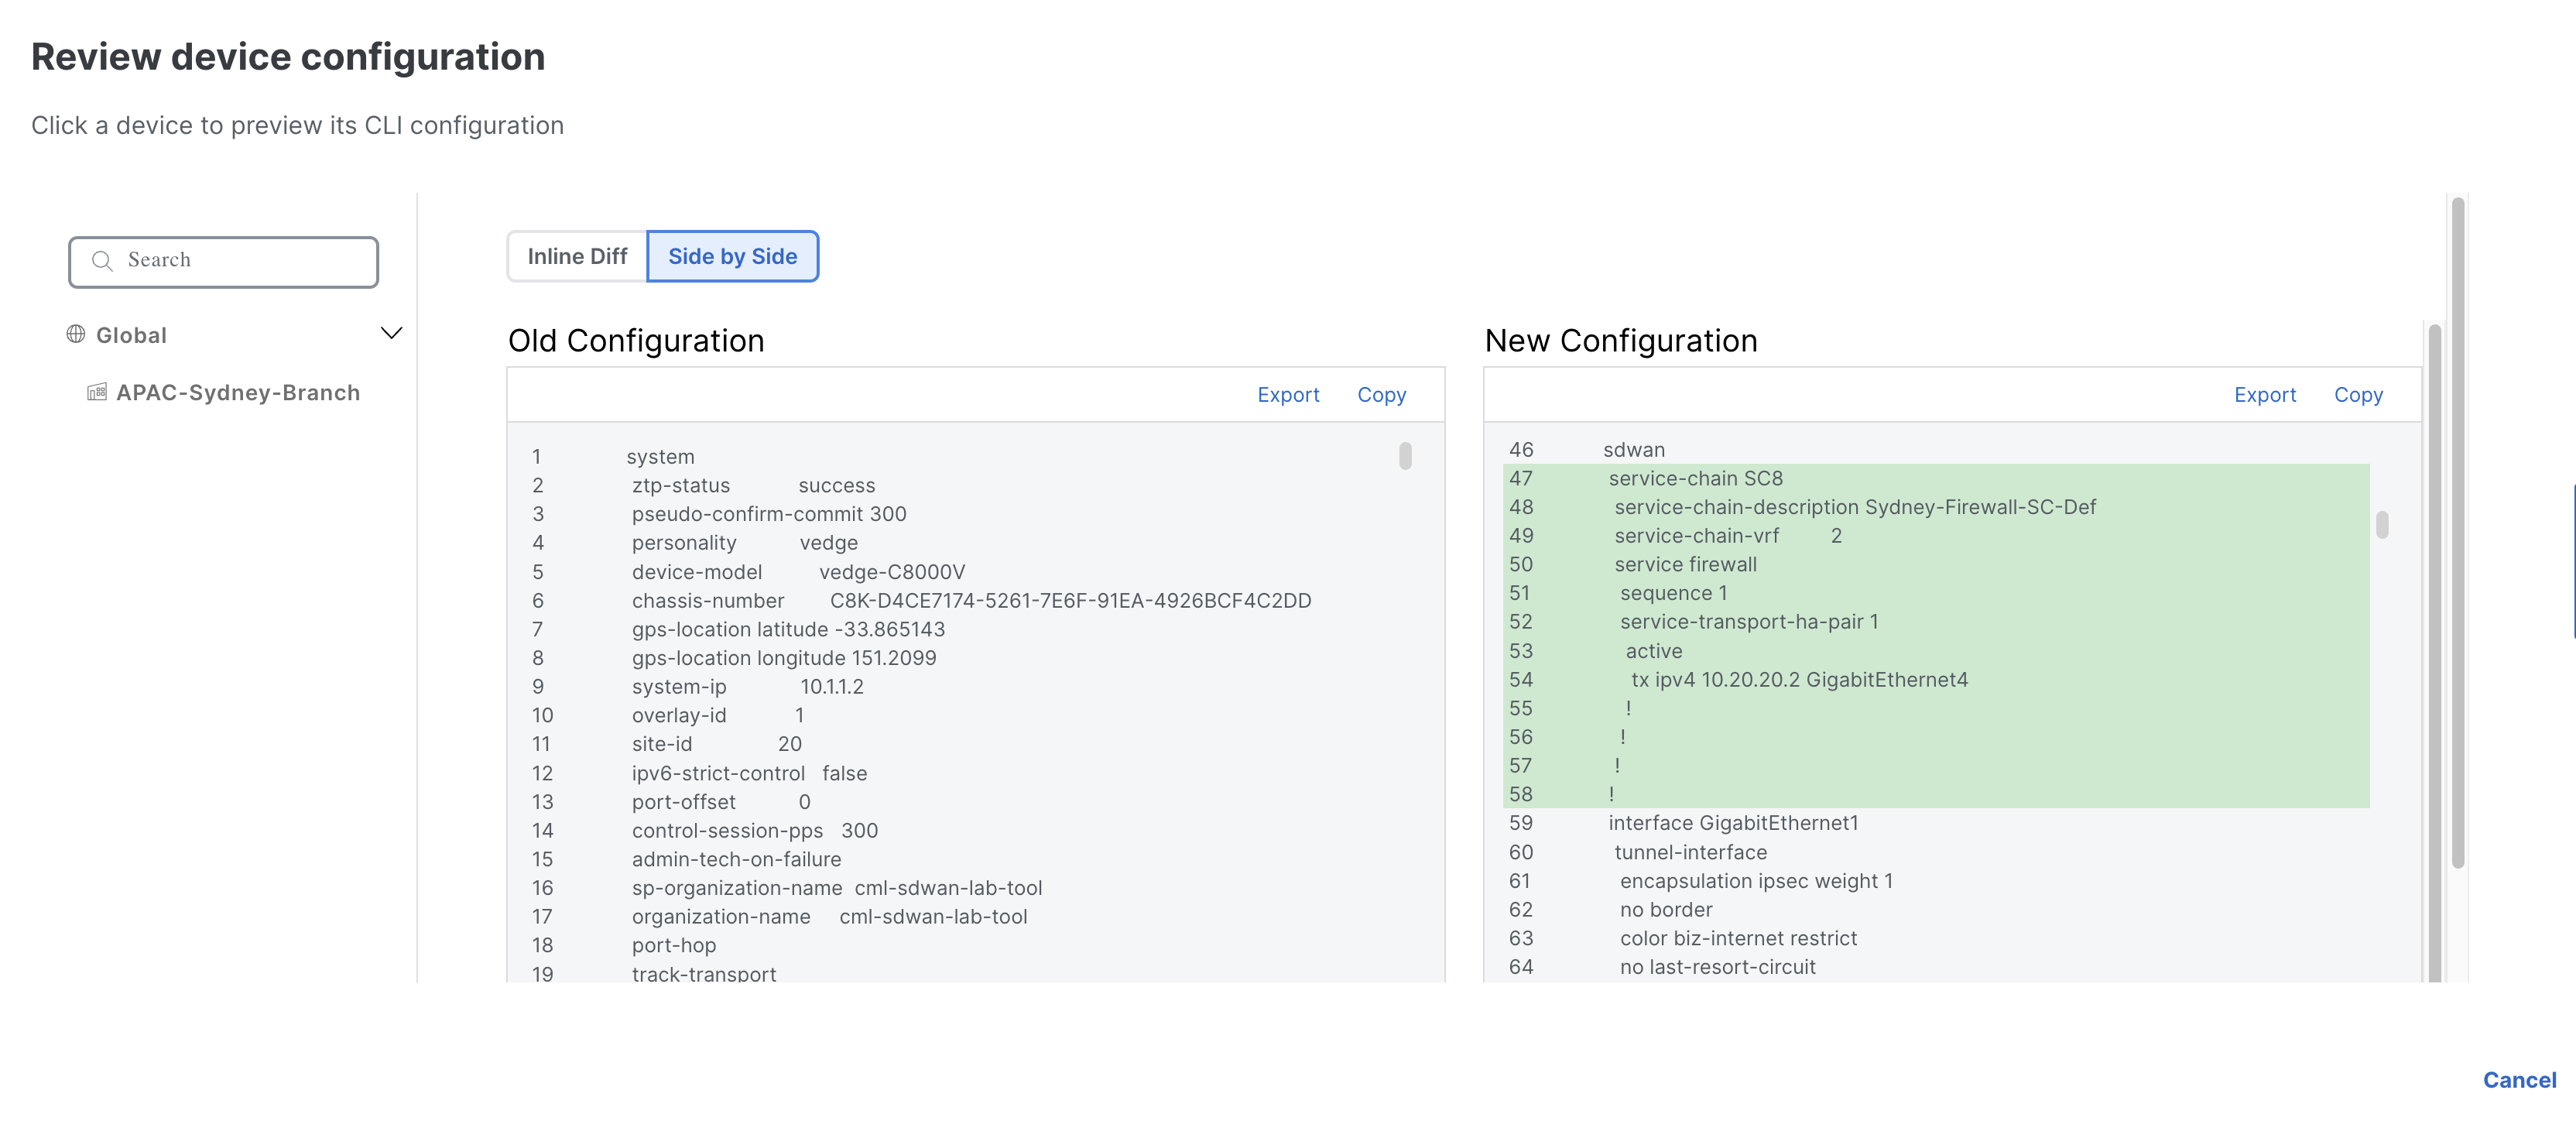 Review device configuration
Click a device to preview its CLI configuration
Search
Global
APAC-Sydney-Branch
Inline Diff
Side by Side
Old Configuration
Export Copy
1 system
2 ztp-status success
3 pseudo-confirm-commit 300
4 personality vedge
5 device-model vedge-C8000V
6 chassis-number C8K-D4CE7174-5261-7E6F-91EA-4926BCF4C2DD
7 gps-location latitude -33.865143
8 gps-location longitude 151.2099
9 system-ip 10.1.1.2
10 overlay-id 1
11 site-id 20
12 ipv6-strict-control false
13 port-offset 0
14 control-session-pps 300
15 admin-tech-on-failure
16 sp-organization-name cml-sdwan-lab-tool
17 organization-name cml-sdwan-lab-tool
18 port-hop
19 track-transport
New Configuration
Export Copy
46 sdwan
47 service-chain SC8
48 service-chain-description Sydney-Firewall-SC-Def
49 service-chain-vrf 2
50 service firewall
51 sequence 1
52 service-transport-ha-pair 1
53 active
54 tx ipv4 10.20.20.2 GigabitEthernet4
55 !
56 !
57 !
58 !
59 interface GigabitEthernet1
60 tunnel-interface
61 encapsulation ipsec weight 1
62 no border
63 color biz-internet restrict
64 no last-resort-circuit
Cancel